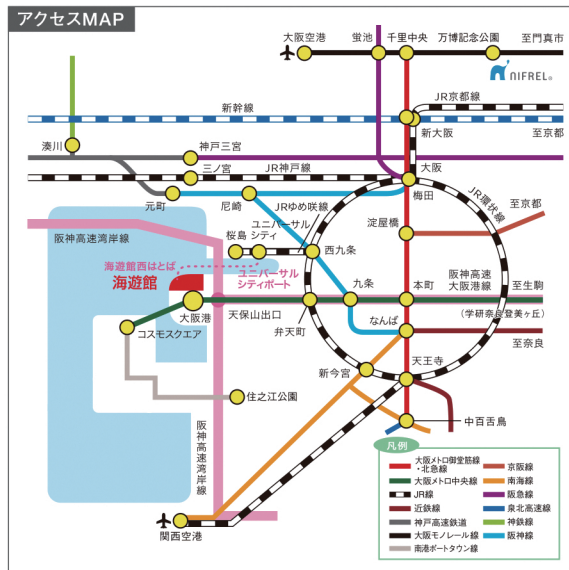 アクセスMAP
大阪空港
蛍池
千里中央
万博記念公園
至門真市
NIFREL
JR京都線
新幹線
新大阪
至京都
湊川
神戸三宮
三ノ宮
JR神戸線
大阪
梅田
元町
尼崎
JR環状線
至京都
JRゆめ咲線
ユニバーサル
シティ
桜島
西九条
淀屋橋
阪神高速湾岸線
海遊館西はとば
海遊館
ユニバーサル
シティポート
九条
本町
阪神高速
大阪港線
至生駒
(学研奈良登美ヶ丘)
大阪港
天保山出口
弁天町
なんば
コスモスクエア
至奈良
新今宮
天王寺
住之江公園
中百舌鳥
阪神高速湾岸線
関西空港
凡例
大阪メトロ御堂筋線
・北急線
大阪メトロ中央線
JR線
近鉄線
神戸高速鉄道
大阪モノレール線
南港ポートタウン線
京阪線
南海線
阪急線
泉北高速線
神鉄線
阪神線